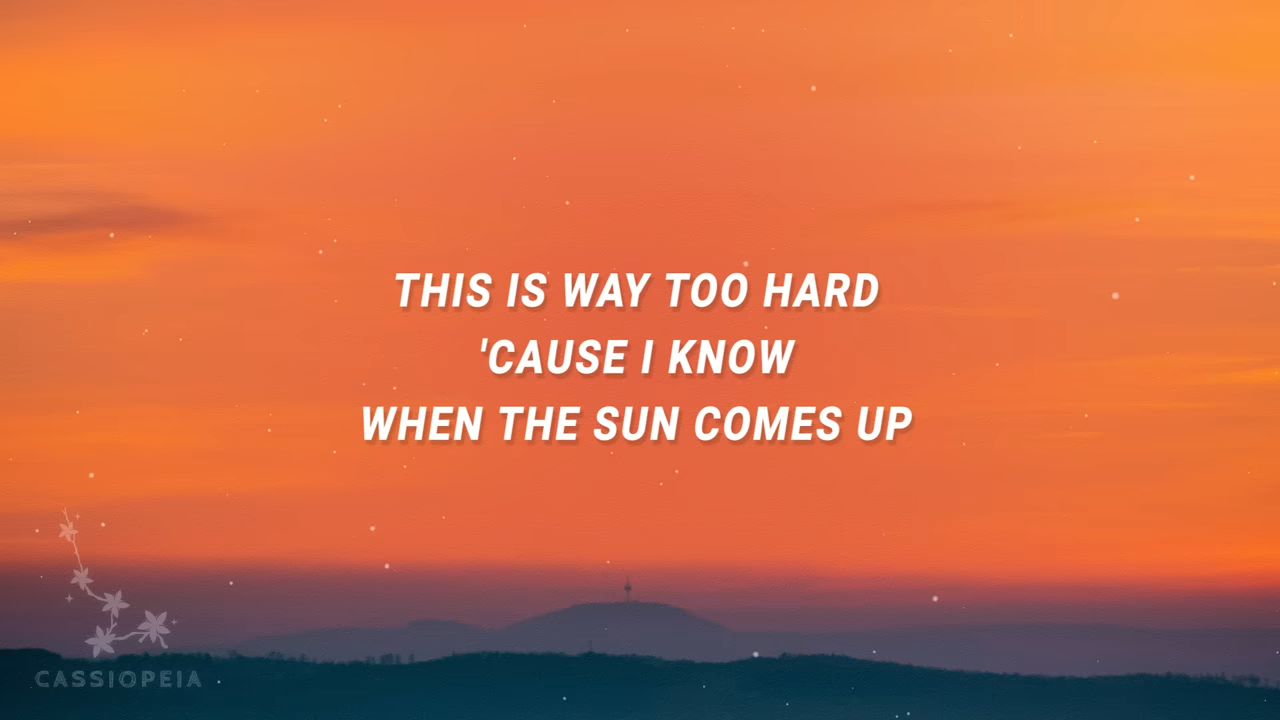 THIS IS WAY TOO HARD
'CAUSE I KNOW
WHEN THE SUN COMES UP
CASSIOPEIA